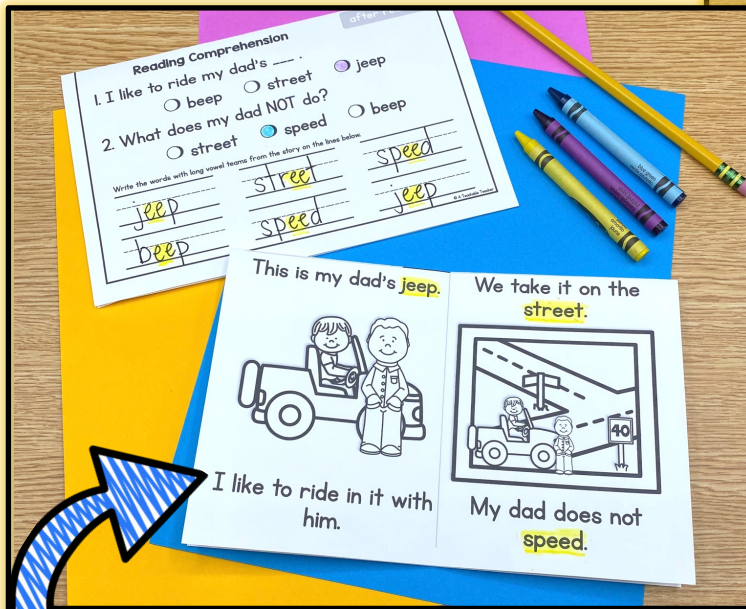 Reading Comprehension
1. I like to ride my dad's ___ .
beep
street
jeep
2. What does my dad NOT do?
street
speed
beep
Write the words with long vowel teams from the story on the lines below.
jeep
street
speed
beep
speed
jeep
© A Teachable Teacher
This is my dad's jeep.
I like to ride in it with
him.
We take it on the
street.
40
My dad does not
speed.